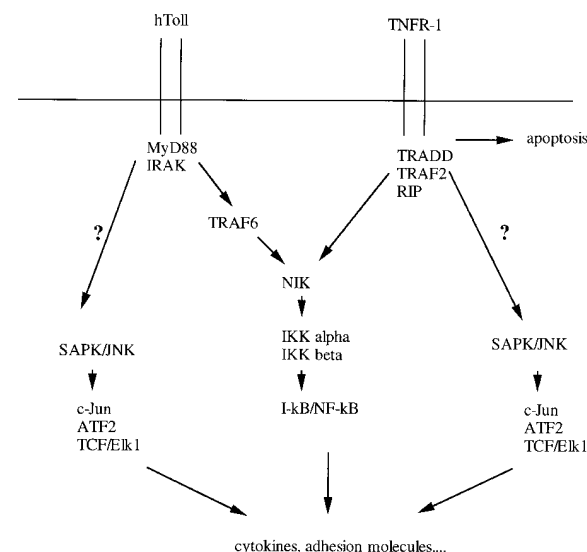 hToll
TNFR-1
apoptosis
MyD88
IRAK
TRADD
TRAF2
RIP
TRAF6
?
?
NIK
IKK alpha
IKK beta
SAPK/JNK
SAPK/JNK
I-kB/NF-kB
c-Jun
ATF2
TCF/Elk1
c-Jun
ATF2
TCF/Elk1
cytokines, adhesion molecules....